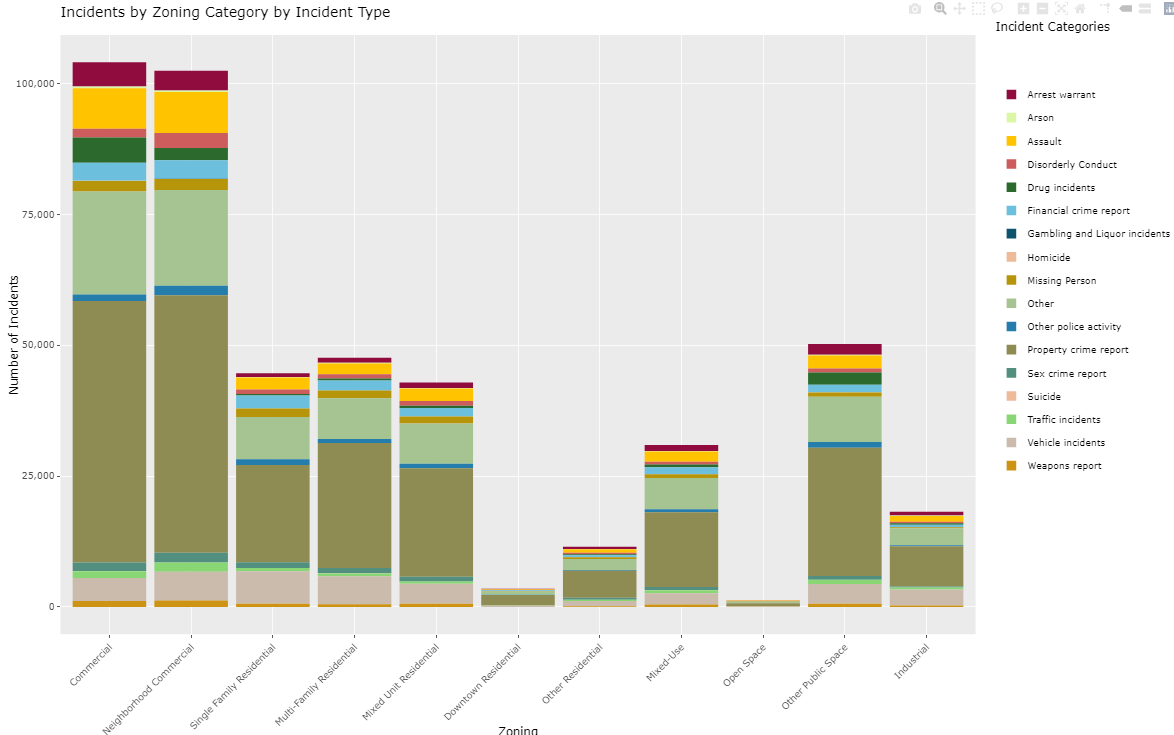 Incidents by Zoning Category by Incident Type
Incident Categories
Arrest warrant
Arson
Assault
Disorderly Conduct
Drug incidents
Financial crime report
Gambling and Liquor incidents
Homicide
Missing Person
Other
Other police activity
Property crime report
Sex crime report
Suicide
Traffic incidents
Vehicle incidents
Weapons report
Number of Incidents
100,000
75,000
50,000
25,000
0
Commercial
Neighborhood Commercial
Single Family Residential
Multi-Family Residential
Mixed Unit Residential
Downtown Residential
Other Residential
Mixed-Use
Open Space
Other Public Space
Industrial
Zoning